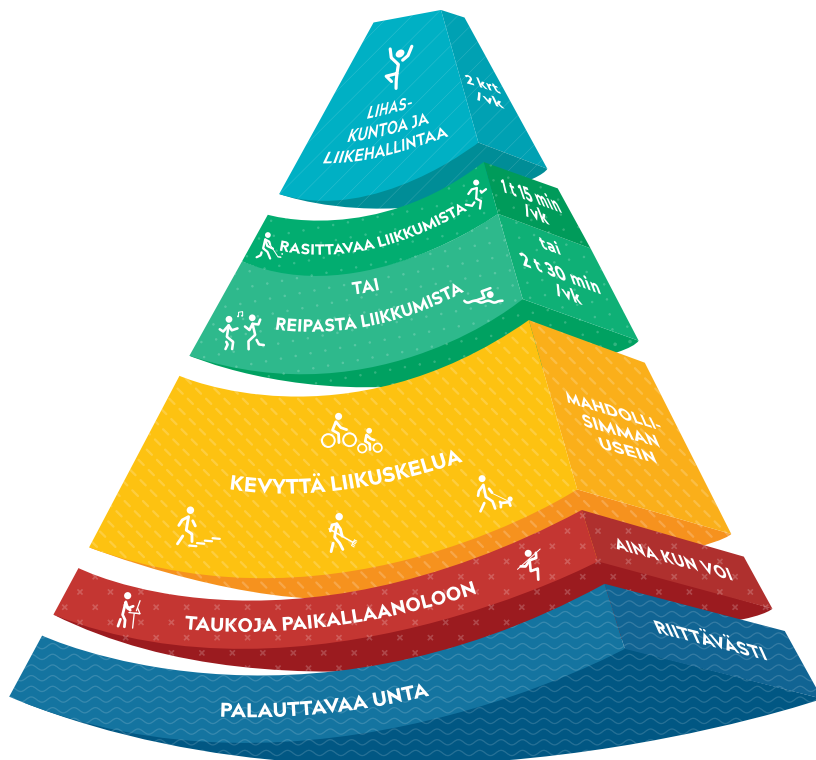 LIHAS-
KUNTOA JA
LIIKEHALLINTAA
2 krt
/vk
RASITTAVAA LIIKKUMISTA
1 t 15 min
/vk
TAI
REIPASTA LIIKKUMISTA
tai
2 t 30 min
/vk
KEVYTTÄ LIIKUSKELUA
MAHDOLLI-
SIMMAN
USEIN
TAUKOJA PAIKALLAANOLOON
AINA KUN VOI
PALAUTTAVAA UNTA
RIITTÄVÄSTI